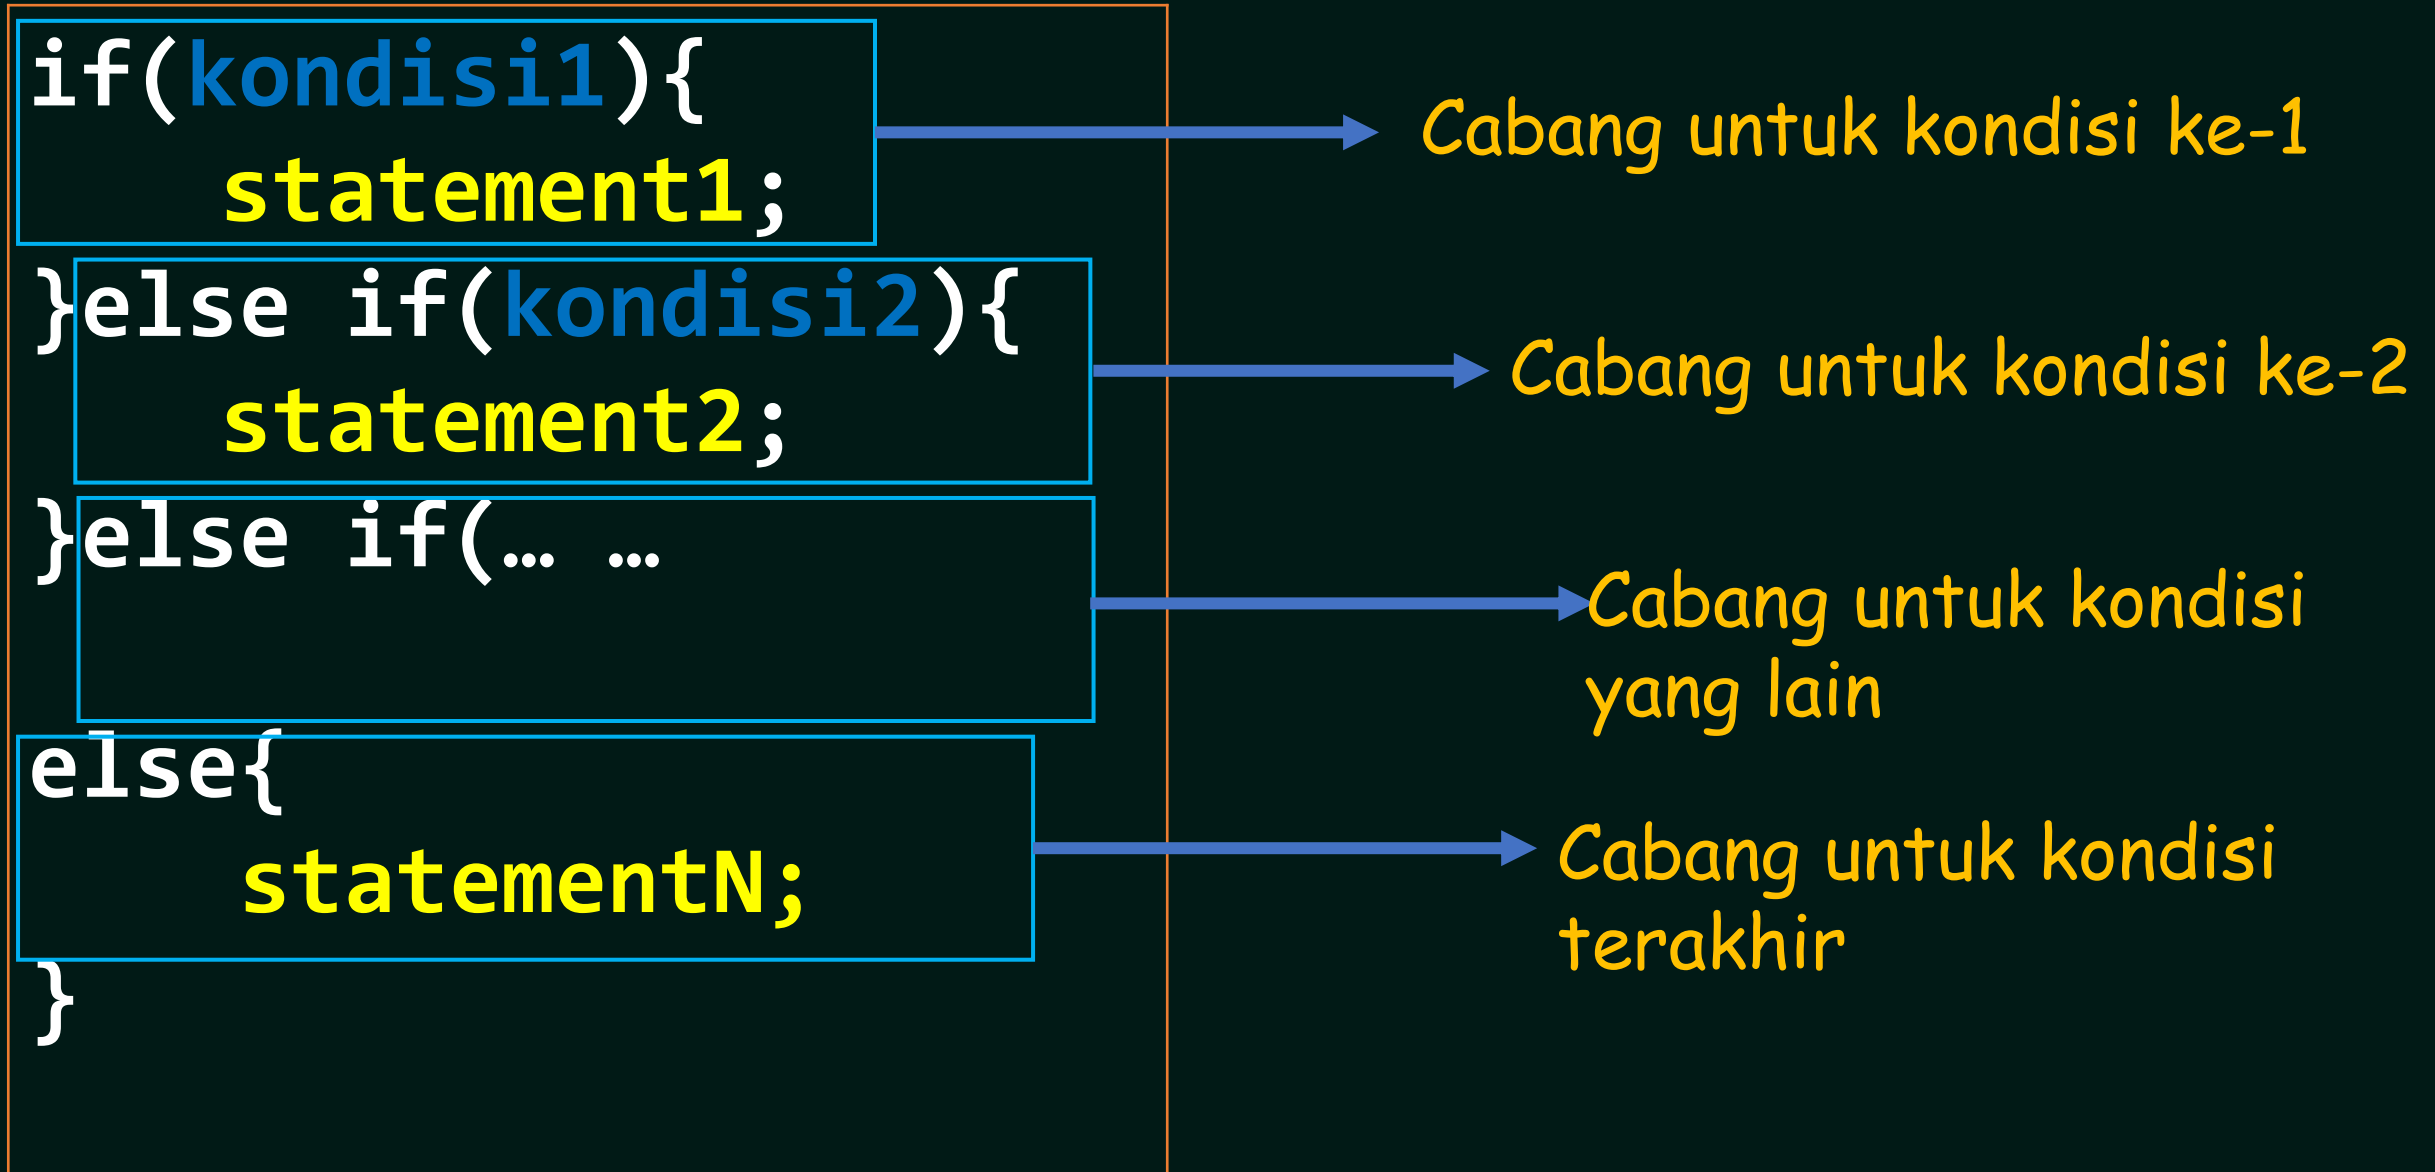 if(kondisi1){
statement1;
Cabang untuk kondisi ke-1
}else if(kondisi2){
statement2;
Cabang untuk kondisi ke-2
}else if(… …
Cabang untuk kondisi
yang lain
else{
statementN;
}
Cabang untuk kondisi
terakhir